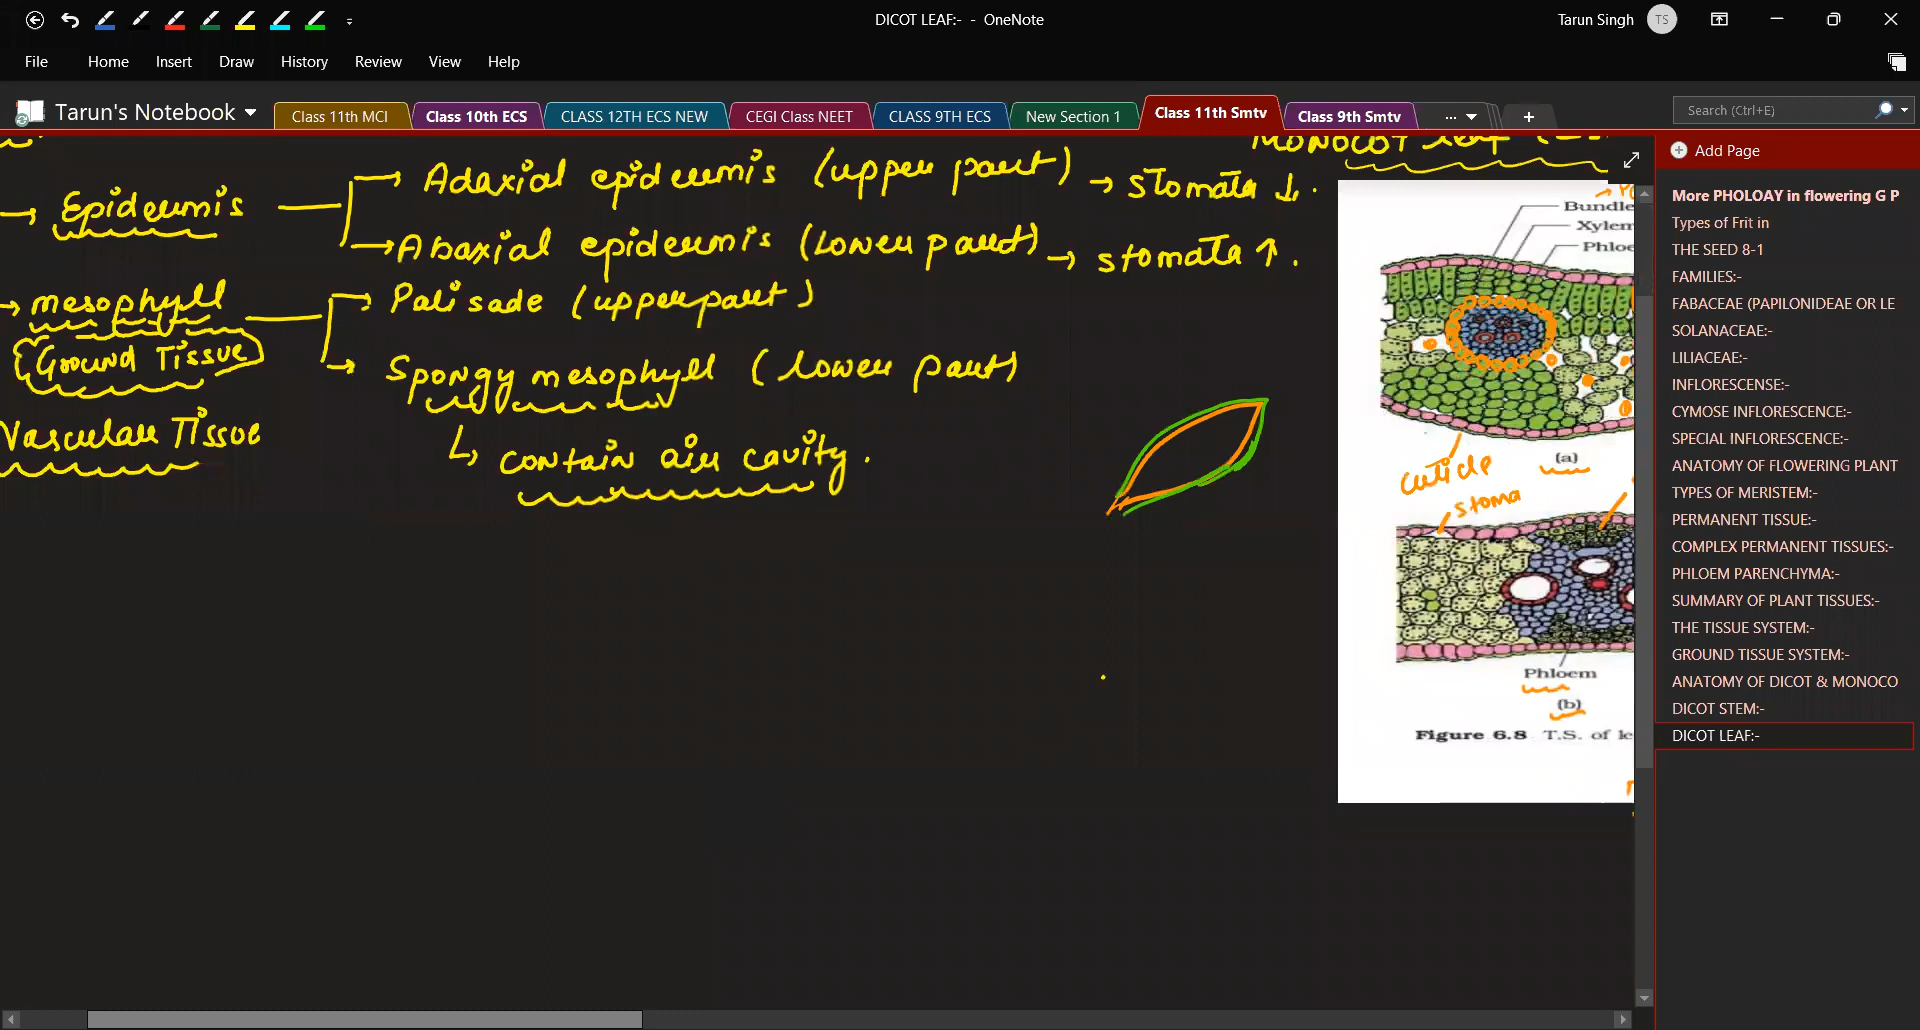 DICOT LEAF:- - OneNote
Tarun Singh TS
File Home Insert Draw History Review View Help
Tarun's Notebook
Class 11th MCI Class 10th ECS CLASS 12TH ECS NEW CEGI Class NEET CLASS 9TH ECS New Section 1 Class 11th Smtv Class 9th Smtv ... +
Search (Ctrl+E)
MONOCOT leaf
→ Epidermis → Adaxial epidermis (upper part) → stomata ↓.
→ Abaxial epidermis (lower part) → stomata ↑.
→ mesophyll → Palisade (upper part)
(Ground Tissue) → Spongy mesophyll (lower part)
Vasculare Tissue
↳ contain air cavity.
Bundle
Xylem
Phloe
(a)
cuticle
stoma
Phloem
(b)
Figure 6.8 T.S. of le
Add Page
More PHOLOAY in flowering G P
Types of Frit in
THE SEED 8-1
FAMILIES:-
FABACEAE (PAPILONIDEAE OR LE
SOLANACEAE:-
LILIACEAE:-
INFLORESCENSE:-
CYMOSE INFLORESCENCE:-
SPECIAL INFLORESCENCE:-
ANATOMY OF FLOWERING PLANT
TYPES OF MERISTEM:-
PERMANENT TISSUE:-
COMPLEX PERMANENT TISSUES:-
PHLOEM PARENCHYMA:-
SUMMARY OF PLANT TISSUES:-
THE TISSUE SYSTEM:-
GROUND TISSUE SYSTEM:-
ANATOMY OF DICOT & MONOCO
DICOT STEM:-
DICOT LEAF:-